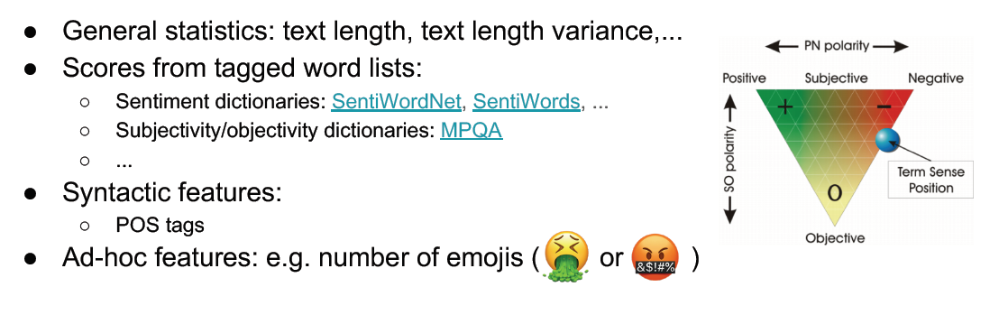 ● General statistics: text length, text length variance,...
● Scores from tagged word lists:
○ Sentiment dictionaries: SentiWordNet, SentiWords, ...
○ Subjectivity/objectivity dictionaries: MPQA
○ ...
● Syntactic features:
○ POS tags
● Ad-hoc features: e.g. number of emojis (🤮 or 🤬 )
PN polarity
Positive Subjective Negative
+ −
SO polarity
Term Sense
Position
O
Objective